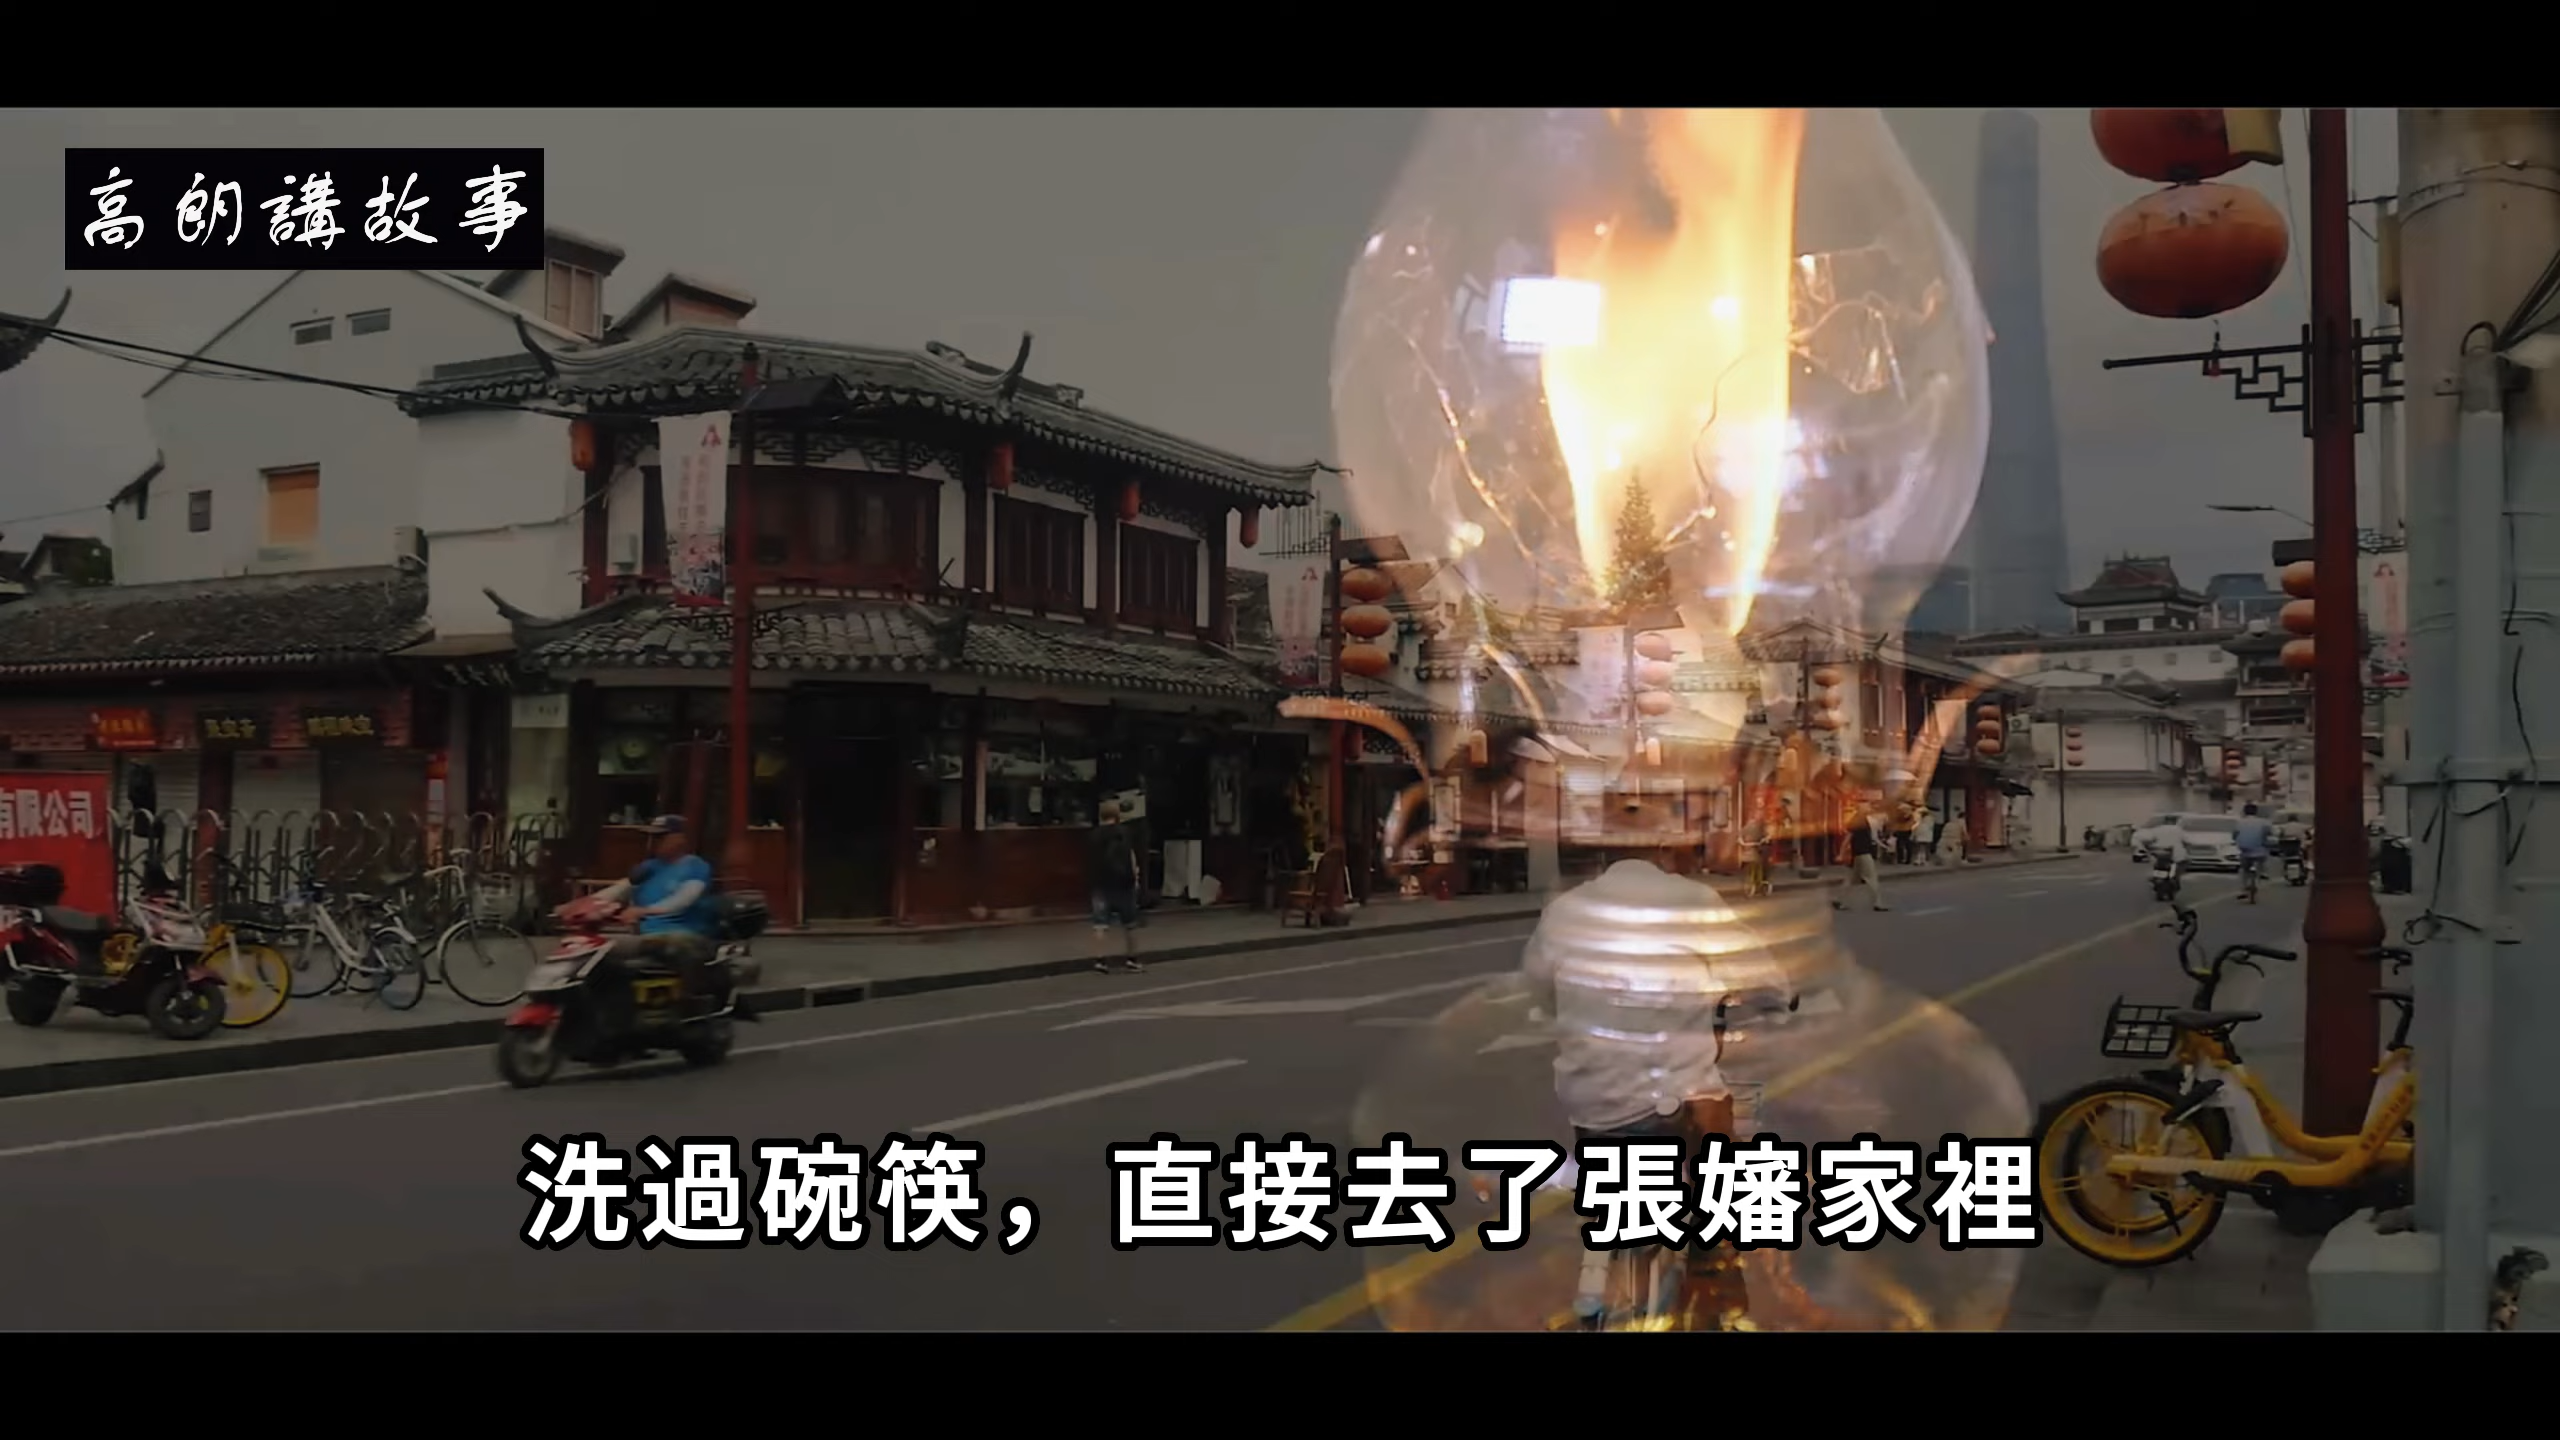 高朗講故事
有限公司
洗過碗筷，直接去了張嬸家裡